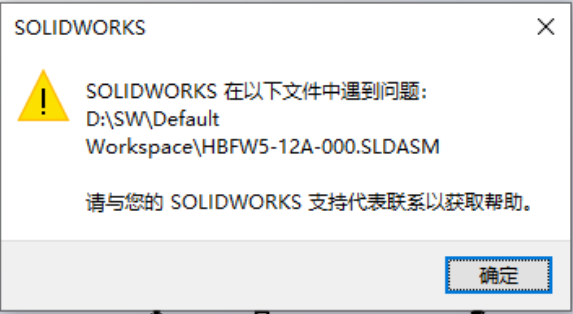 SOLIDWORKS
SOLIDWORKS 在以下文件中遇到问题：
D:\SW\Default
Workspace\HBFW5-12A-000.SLDASM
请与您的 SOLIDWORKS 支持代表联系以获取帮助。
确定